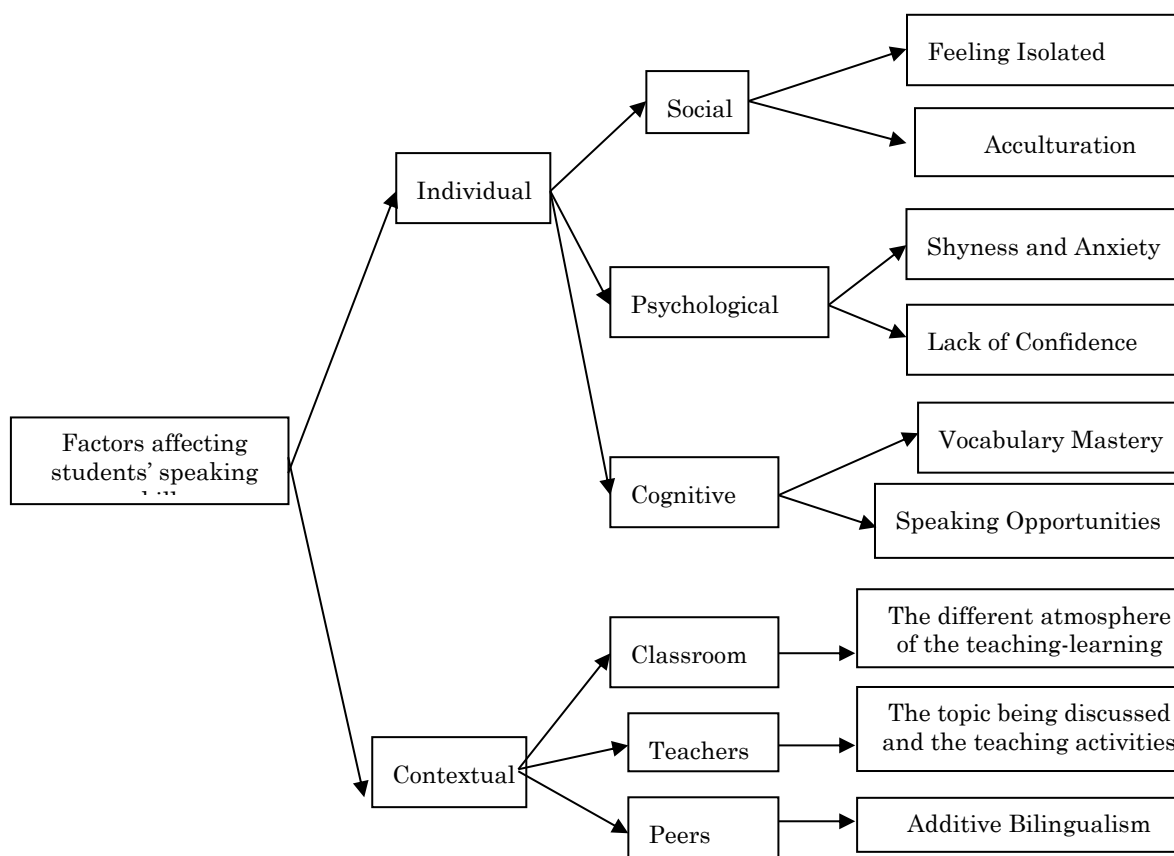 Feeling Isolated
Social
Acculturation
Individual
Shyness and Anxiety
Psychological
Lack of Confidence
Factors affecting
students’ speaking
Vocabulary Mastery
Cognitive
Speaking Opportunities
The different atmosphere
of the teaching-learning
Classroom
The topic being discussed
and the teaching activities
Teachers
Contextual
Peers
Additive Bilingualism